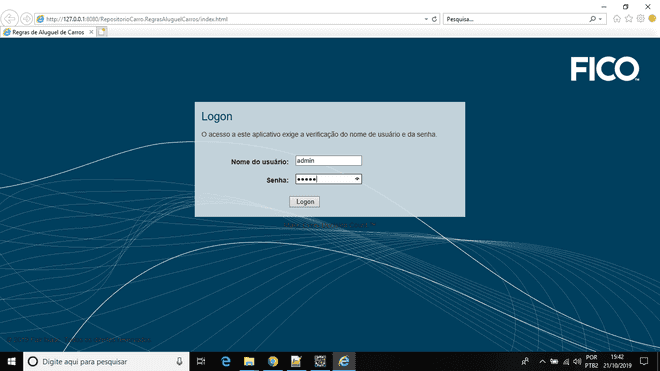 http://127.0.0.1:8080/RepositorioCarro.RegrasAluguelCarros/index.html
Pesquisa...
Regras de Aluguel de Carros
FICO
Logon
O acesso a este aplicativo exige a verificação do nome de usuário e da senha.
Nome do usuário: admin
Senha:
Logon
Digite aqui para pesquisar
POR
PTB2
19:42
21/10/2019